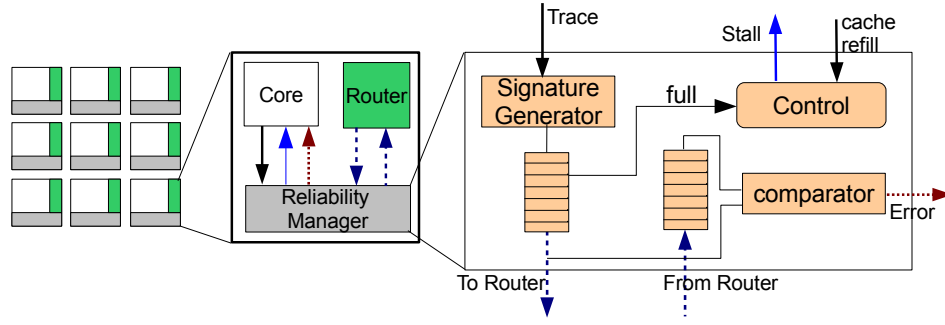 Trace
Stall
cache
refill
Core
Router
Signature
Generator
full
Control
Reliability
Manager
comparator
Error
To Router
From Router